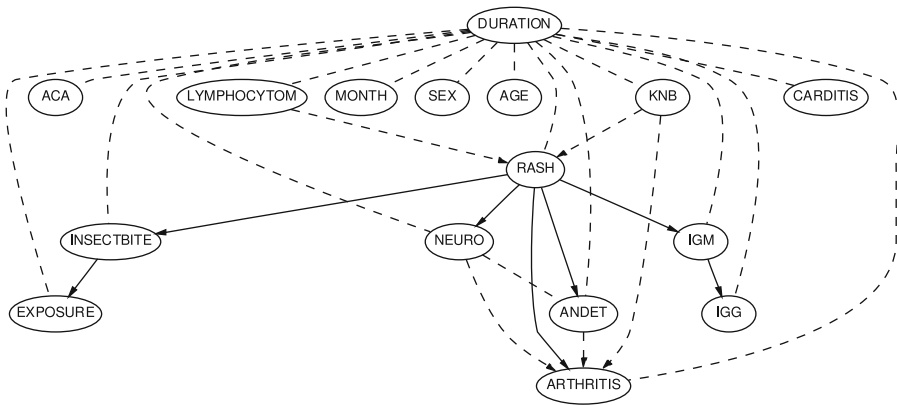 DURATION
ACA
LYMPHOCYTOM
MONTH
SEX
AGE
KNB
CARDITIS
RASH
INSECTBITE
NEURO
IGM
EXPOSURE
ANDET
IGG
ARTHRITIS